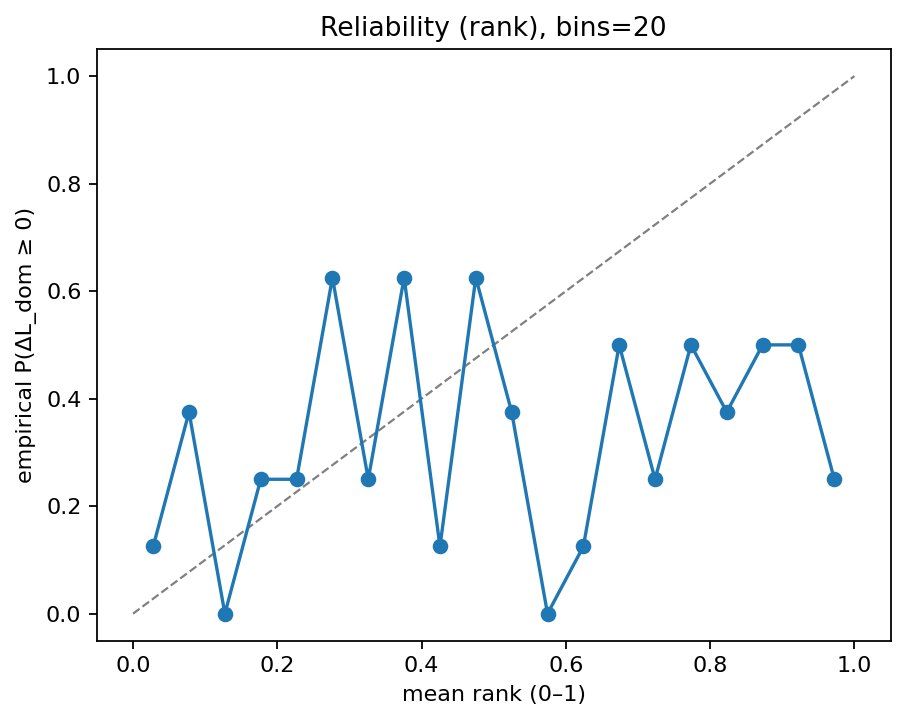 Reliability (rank), bins=20
empirical P(ΔL_dom ≥ 0)
1.0
0.8
0.6
0.4
0.2
0.0
0.0 0.2 0.4 0.6 0.8 1.0
mean rank (0–1)